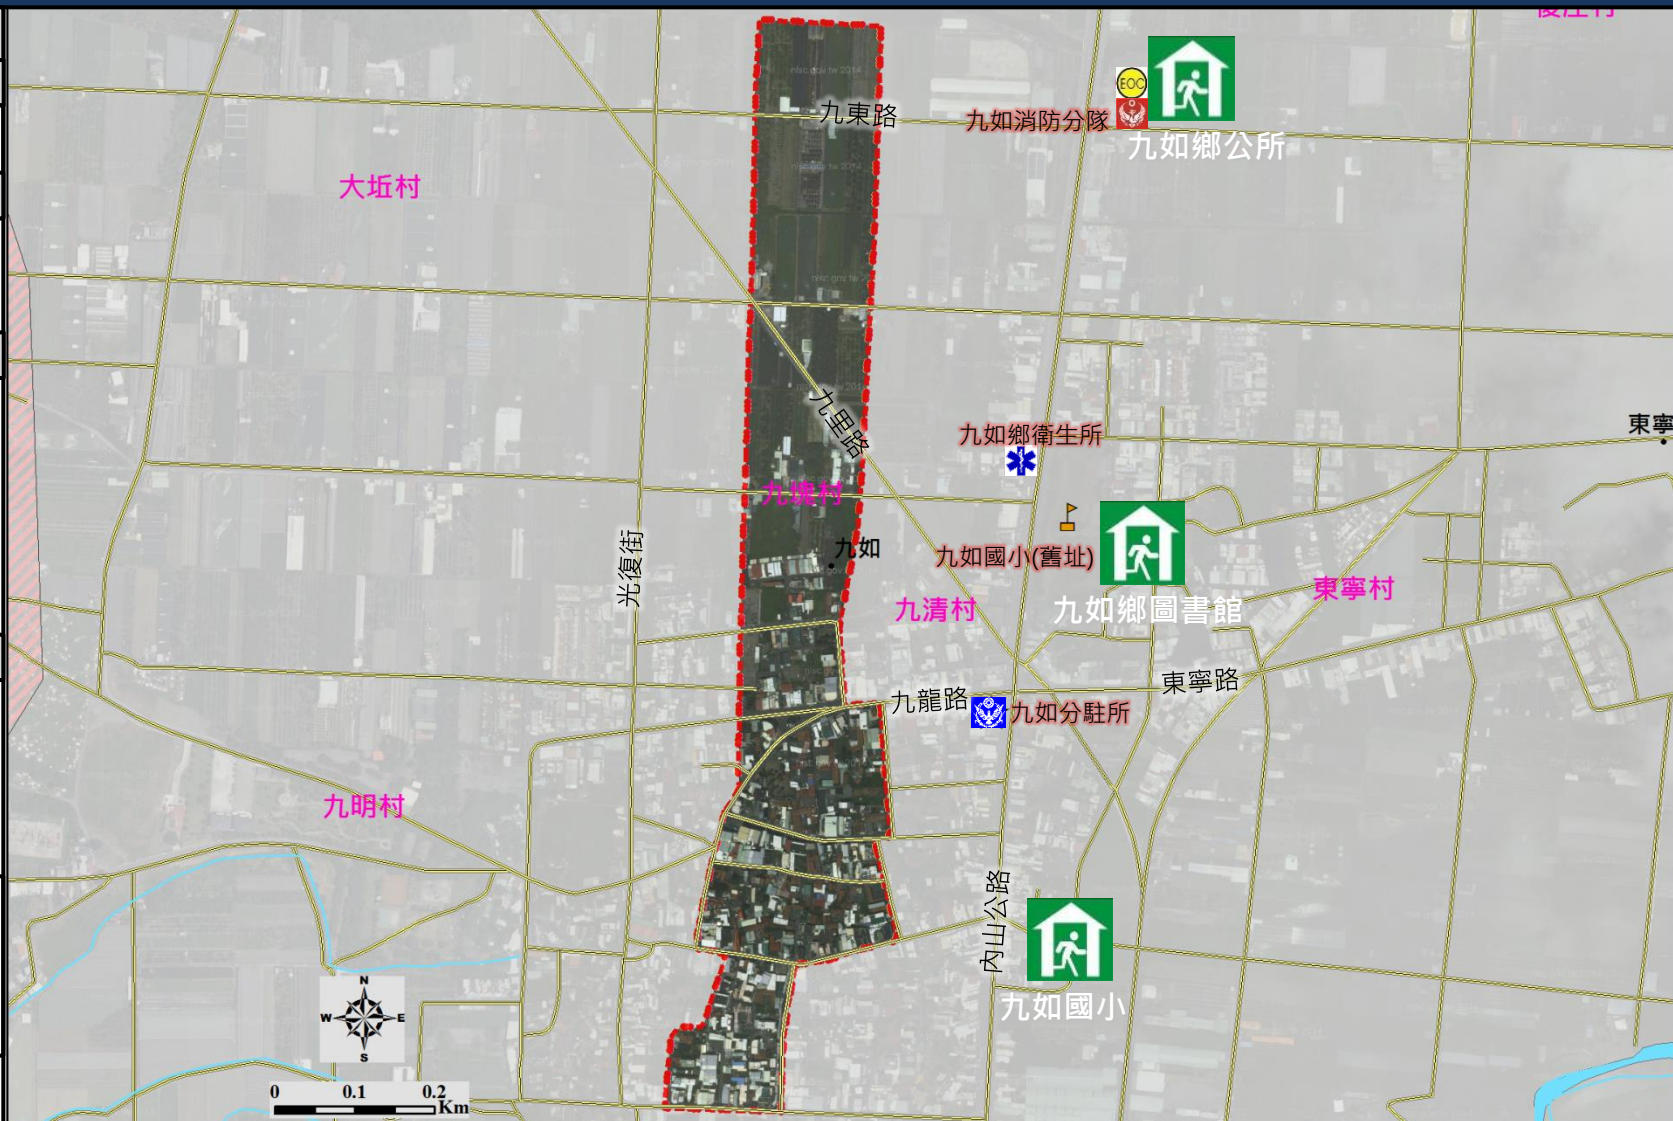 九東路
EOC
九如消防分隊
九如鄉公所
大坵村
九里路
東寧
九如鄉衛生所
九塊村
九如
光復街
九如國小(舊址)
九如鄉圖書館
東寧村
九清村
九龍路
東寧路
九如分駐所
九明村
內山公路
九如國小
N
W
E
S
0
0.1
0.2
Km